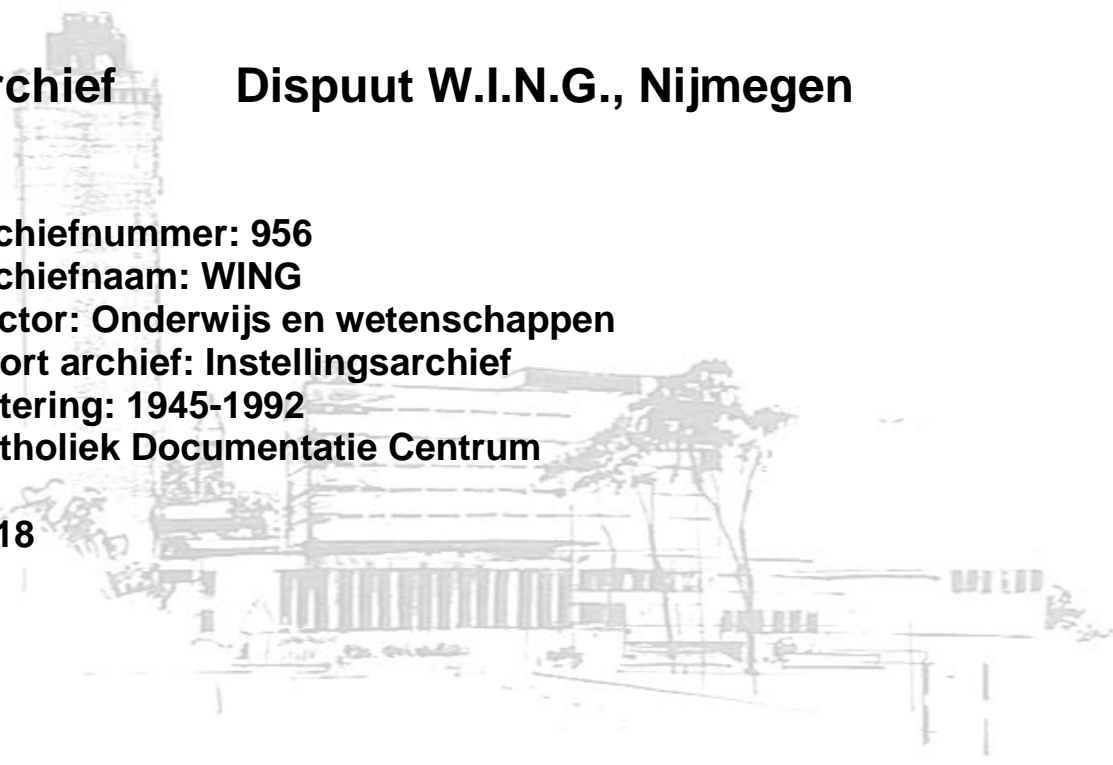 rchief Dispuut W.I.N.G., Nijmegen
chiefnummer: 956
chiefnaam: WING
ctor: Onderwijs en wetenschappen
ort archief: Instellingsarchief
tering: 1945-1992
tholiek Documentatie Centrum
18